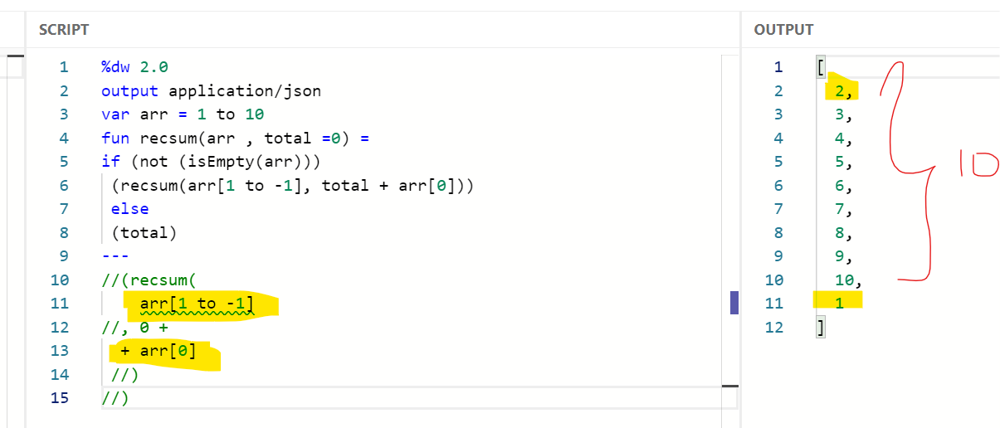 SCRIPT
1 %dw 2.0
2 output application/json
3 var arr = 1 to 10
4 fun recsum(arr , total =0) =
5 if (not (isEmpty(arr)))
6 (recsum(arr[1 to -1], total + arr[0]))
7 else
8 (total)
9 ---
10 //(recsum(
11 arr[1 to -1]
12 //, 0 +
13 + arr[0]
14 //)
15 //)
OUTPUT
1 [
2 2,
3 3,
4 4,
5 5,
6 6,
7 7,
8 8,
9 9,
10 10,
11 1
12 ]
10